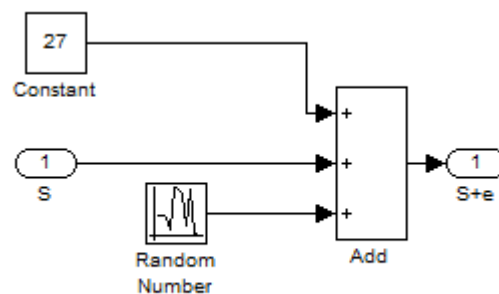 27
Constant
+
1
S
+
1
S+e
+
Random
Number
Add